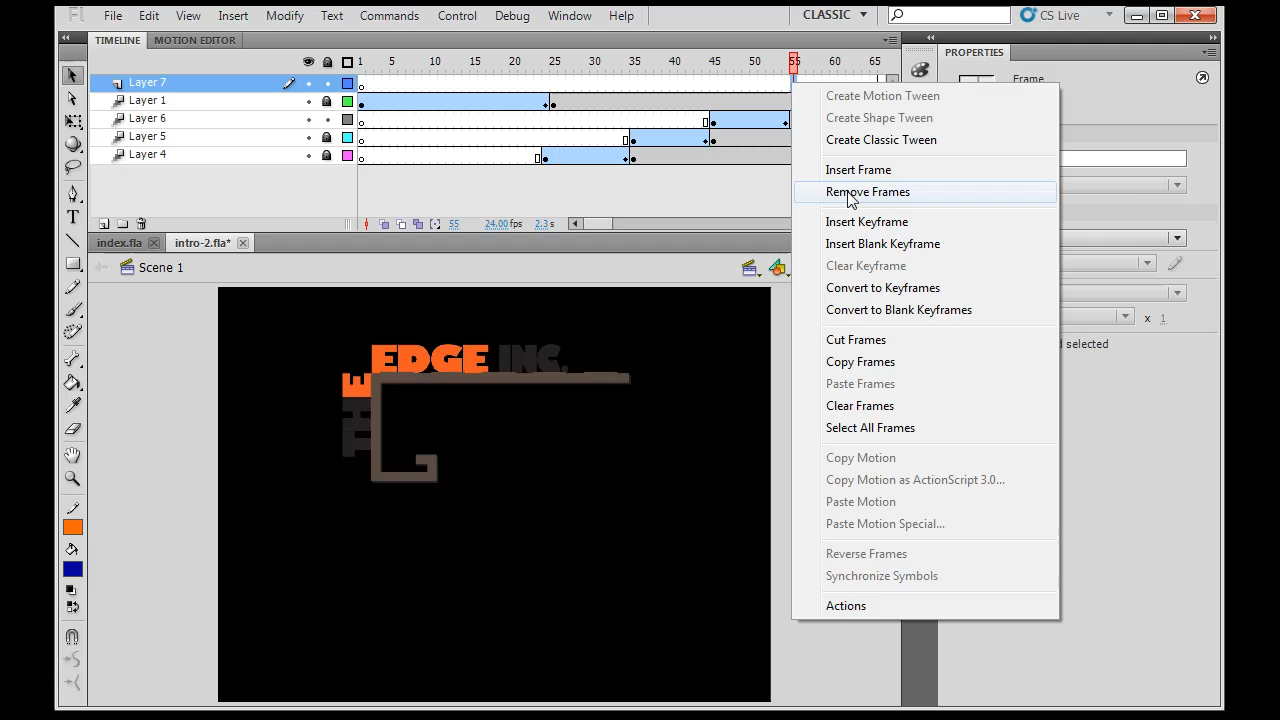 Fl File Edit View Insert Modify Text Commands Control Debug Window Help CLASSIC CS Live
TIMELINE MOTION EDITOR
PROPERTIES
1 5 10 15 20 25 30 35 40 45 50 55 60 65
Frame
Layer 7
Layer 1
Layer 6
Layer 5
Layer 4
55 24.00 fps 2.3 s
index.fla intro-2.fla*
Scene 1
THE
EDGE INC.
Create Motion Tween
Create Shape Tween
Create Classic Tween
Insert Frame
Remove Frames
Insert Keyframe
Insert Blank Keyframe
Clear Keyframe
Convert to Keyframes
Convert to Blank Keyframes
x 1
Cut Frames
d selected
Copy Frames
Paste Frames
Clear Frames
Select All Frames
Copy Motion
Copy Motion as ActionScript 3.0...
Paste Motion
Paste Motion Special...
Reverse Frames
Synchronize Symbols
Actions